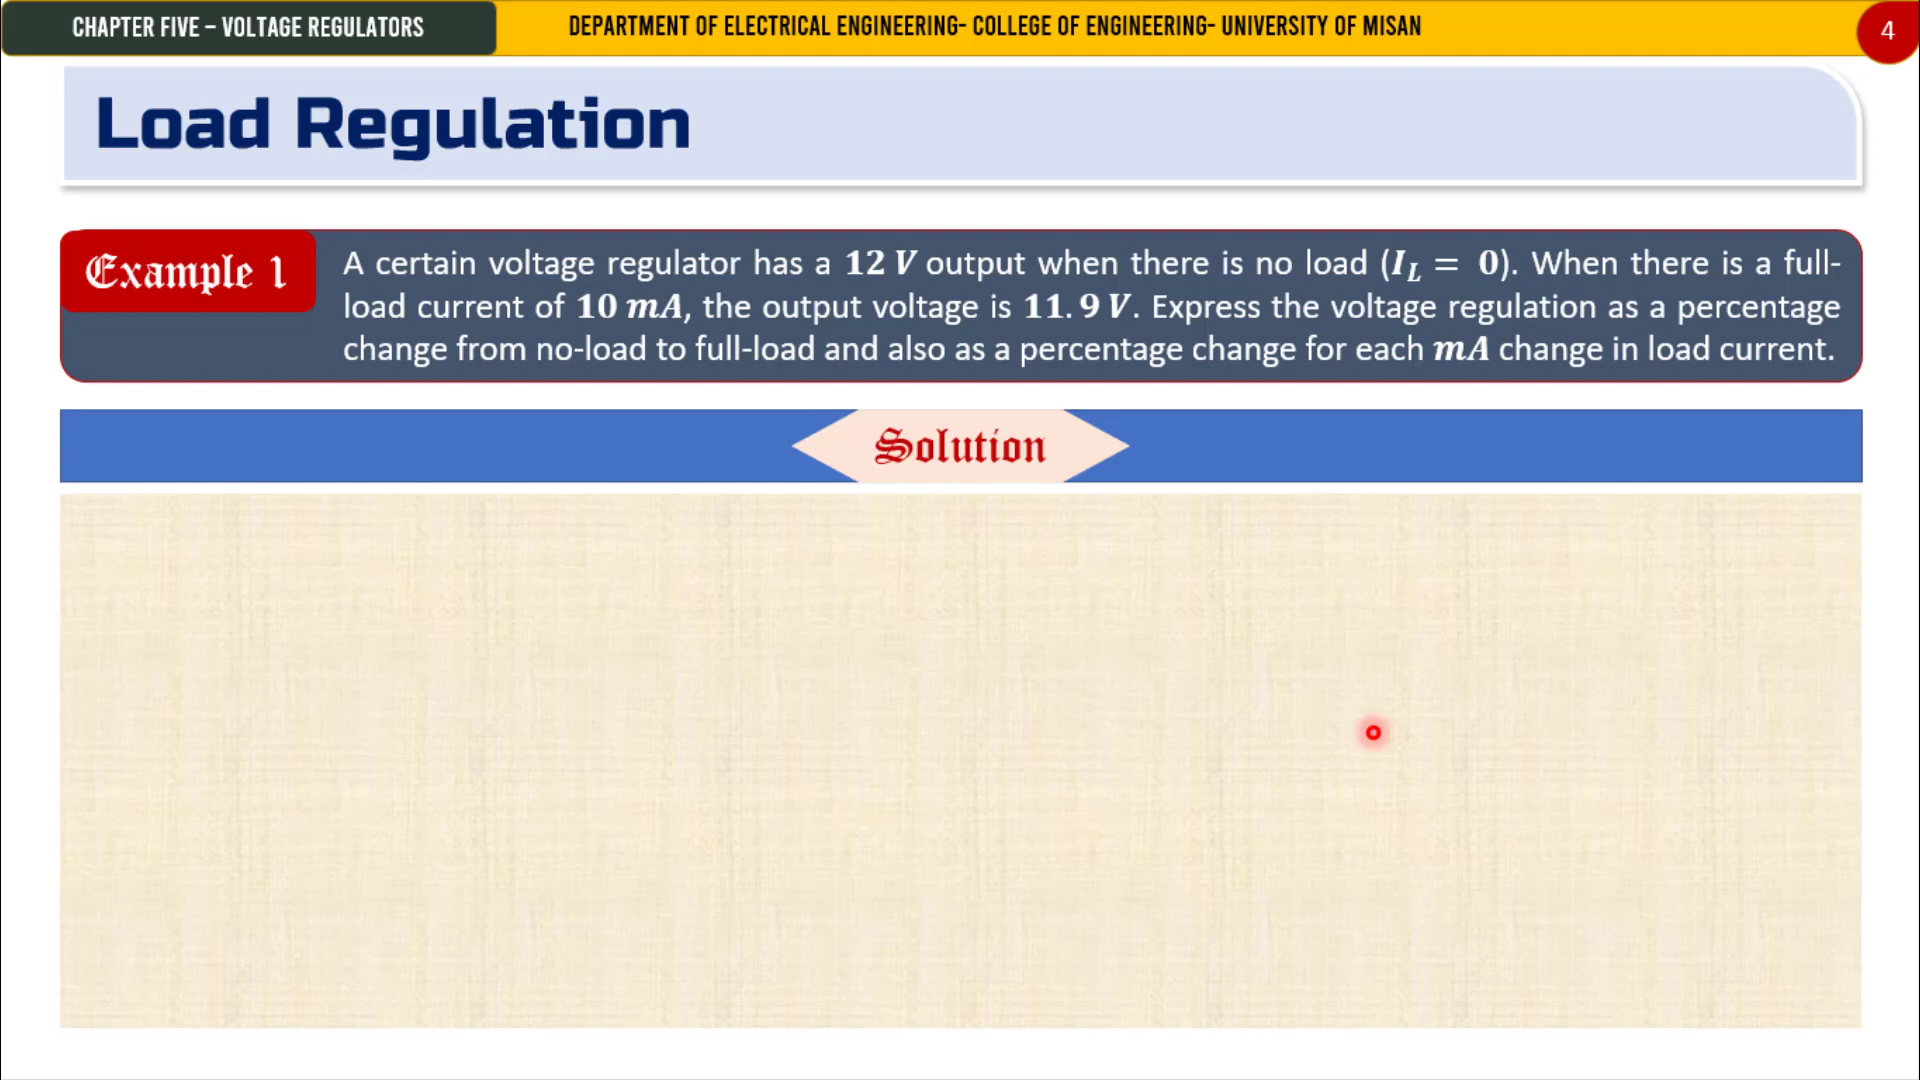 CHAPTER FIVE – VOLTAGE REGULATORS
DEPARTMENT OF ELECTRICAL ENGINEERING- COLLEGE OF ENGINEERING- UNIVERSITY OF MISAN
4
Load Regulation
Example 1
A certain voltage regulator has a 12 V output when there is no load (I_L = 0). When there is a full-
load current of 10 mA, the output voltage is 11.9 V. Express the voltage regulation as a percentage
change from no-load to full-load and also as a percentage change for each mA change in load current.
Solution